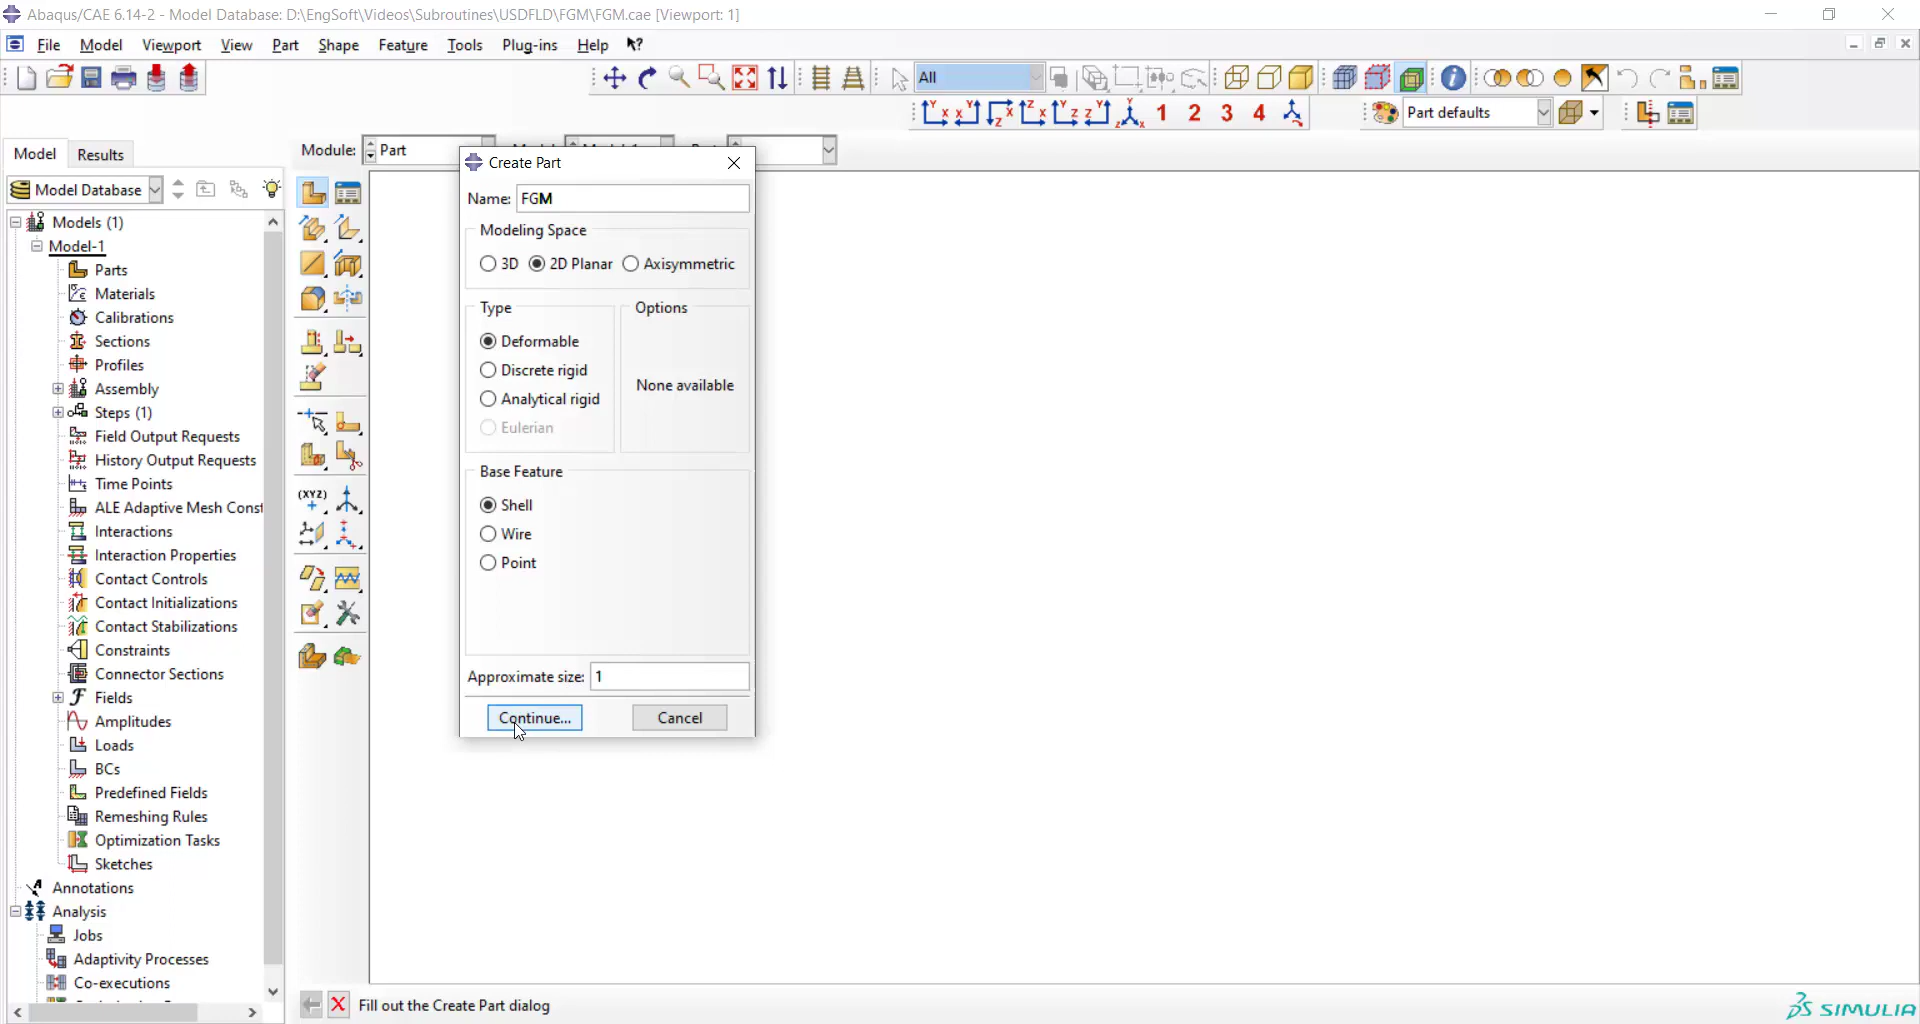 Abaqus/CAE 6.14-2 - Model Database: D:\EngSoft\Videos\Subroutines\USDFLD\FGM\FGM.cae [Viewport: 1]
File Model Viewport View Part Shape Feature Tools Plug-ins Help
All
1 2 3 4
Part defaults
Model Results
Module: Part
Model Database
Models (1)
Model-1
Parts
Materials
Calibrations
Sections
Profiles
Assembly
Steps (1)
Field Output Requests
History Output Requests
Time Points
ALE Adaptive Mesh Const
Interactions
Interaction Properties
Contact Controls
Contact Initializations
Contact Stabilizations
Constraints
Connector Sections
Fields
Amplitudes
Loads
BCs
Predefined Fields
Remeshing Rules
Optimization Tasks
Sketches
Annotations
Analysis
Jobs
Adaptivity Processes
Co-executions
(XYZ)
Create Part
Name: FGM
Modeling Space
3D 2D Planar Axisymmetric
Type
Options
Deformable
Discrete rigid
Analytical rigid
Eulerian
None available
Base Feature
Shell
Wire
Point
Approximate size: 1
Continue... Cancel
Fill out the Create Part dialog
SIMULIA